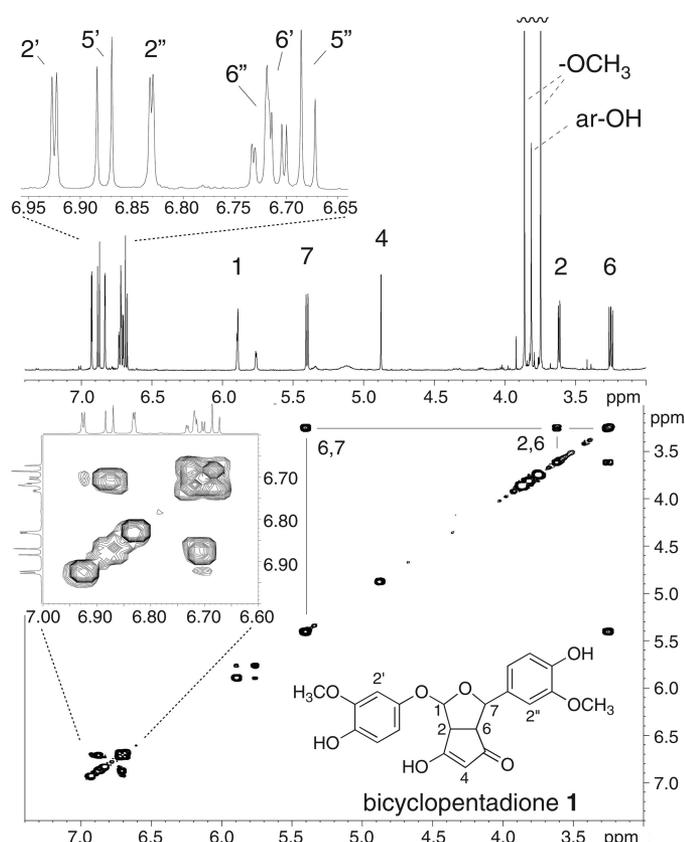 2' 5' 2" 6" 6' 5"
-OCH3
ar-OH
6.95 6.90 6.85 6.80 6.75 6.70 6.65
1 7 4 2 6
7.0 6.5 6.0 5.5 5.0 4.5 4.0 3.5 ppm
ppm
6,7 2,6
3.5
4.0
4.5
5.0
5.5
6.0
6.5
7.0
6.70
6.80
6.90
7.00 6.90 6.80 6.70 6.60
2' O O OH
H3CO 1 7 OCH3
2 6 2"
HO HO 4 O
bicyclopentadione 1
7.0 6.5 6.0 5.5 5.0 4.5 4.0 3.5 ppm